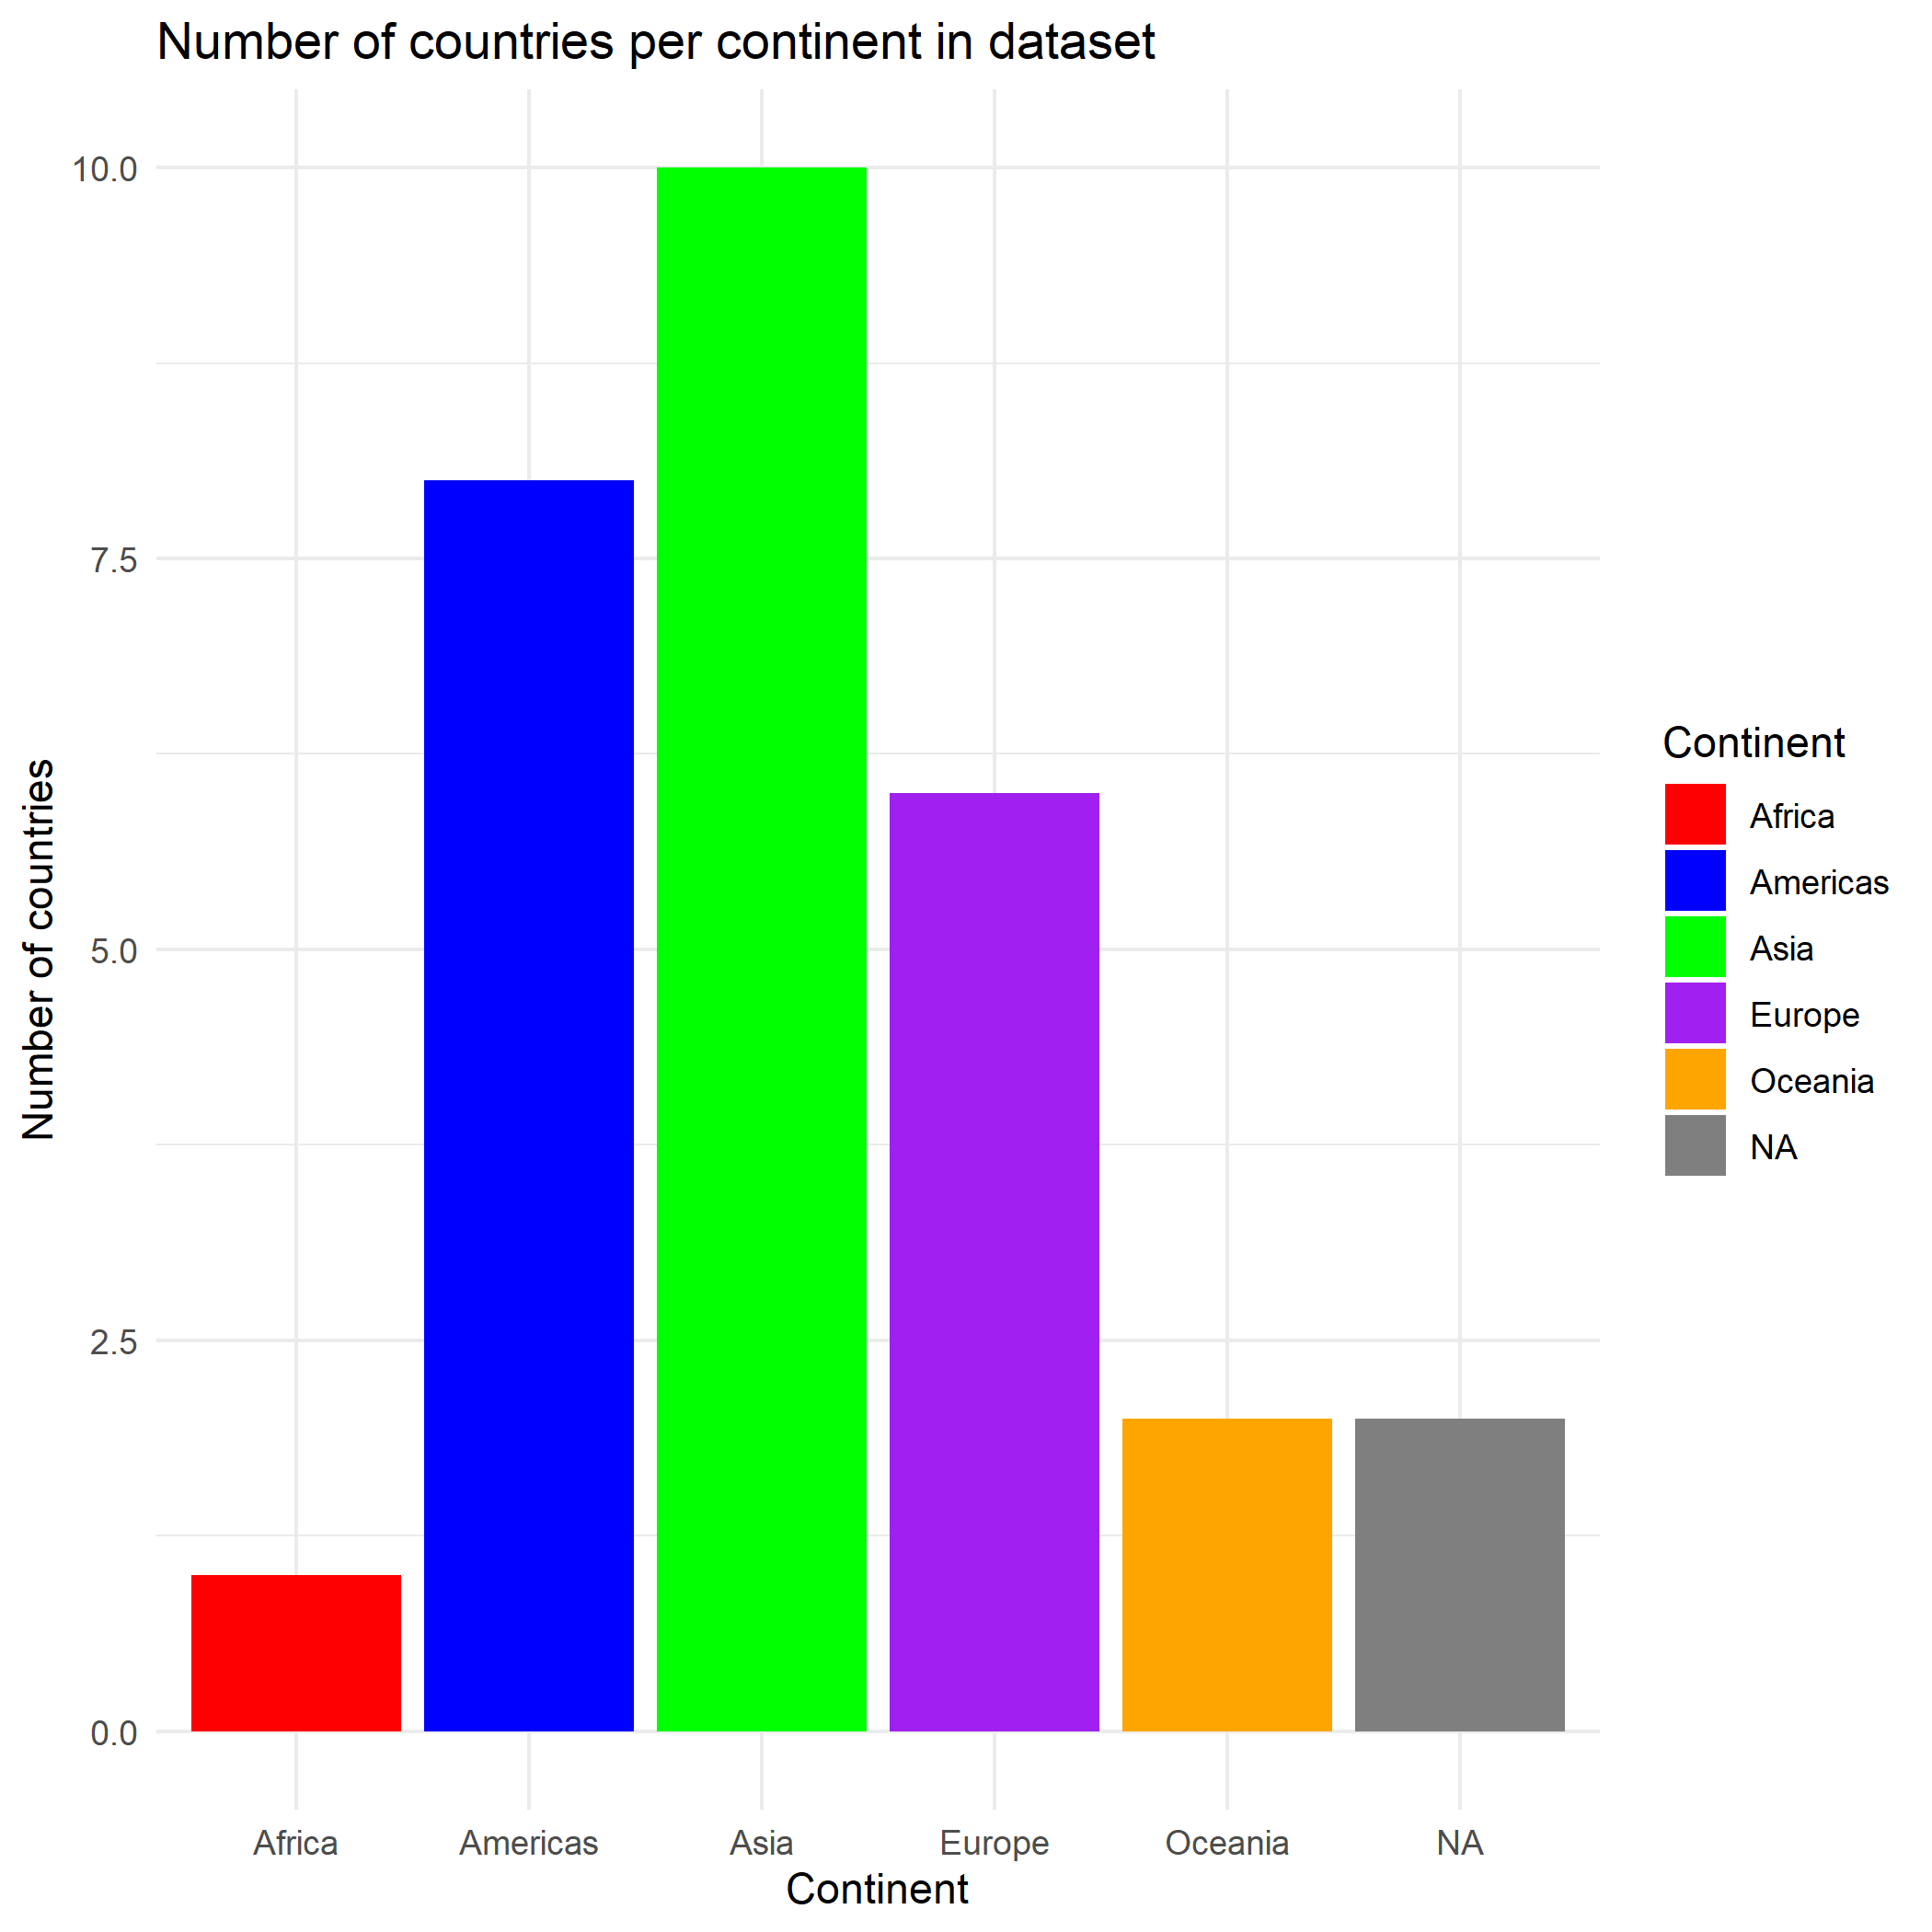 Number of countries per continent in dataset
10.0
7.5
5.0
2.5
0.0
Number of countries
Africa
Americas
Asia
Europe
Oceania
NA
Continent
Continent
Africa
Americas
Asia
Europe
Oceania
NA